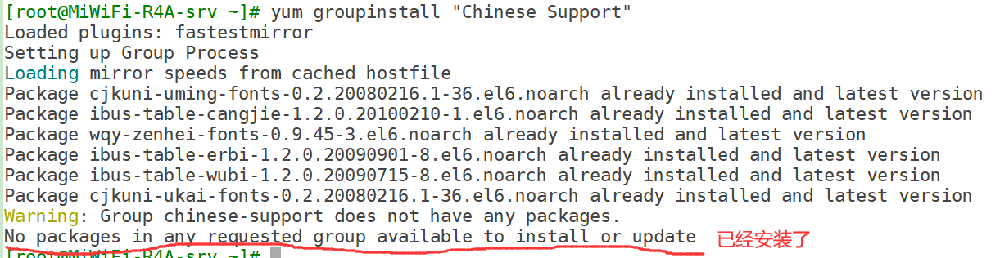 [root@MiWiFi-R4A-srv ~]# yum groupinstall "Chinese Support"
Loaded plugins: fastestmirror
Setting up Group Process
Loading mirror speeds from cached hostfile
Package cjkuni-uming-fonts-0.2.20080216.1-36.el6.noarch already installed and latest version
Package ibus-table-cangjie-1.2.0.20100210-1.el6.noarch already installed and latest version
Package wqy-zenhei-fonts-0.9.45-3.el6.noarch already installed and latest version
Package ibus-table-erbi-1.2.0.20090901-8.el6.noarch already installed and latest version
Package ibus-table-wubi-1.2.0.20090715-8.el6.noarch already installed and latest version
Package cjkuni-ukai-fonts-0.2.20080216.1-36.el6.noarch already installed and latest version
Warning: Group chinese-support does not have any packages.
No packages in any requested group available to install or update 已经安装了
[root@MiWiFi-R4A-srv ~]#